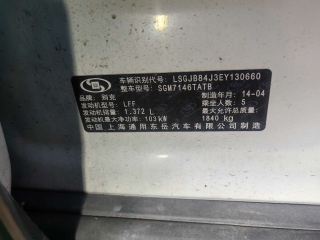 车辆识别代号: LSGJB84J3EY130660
整车型号: SGM7146TATB
品牌: 别克 制造年月: 14-04
发动机型号: LFF 乘坐人数: 5
发动机排量: 1.372 L 最大允许总质量:
发动机最大净功率: 103 kW 1840 kg
中国上海通用东岳汽车有限公司制造